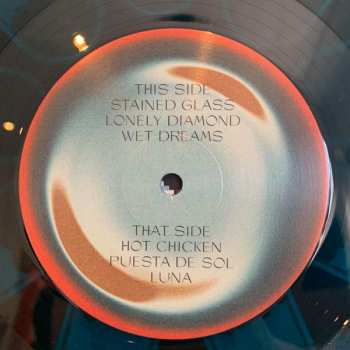 THIS SIDE
STAINED GLASS
LONELY DIAMOND
WET DREAMS
THAT SIDE
HOT CHICKEN
PUESTA DE SOL
LUNA